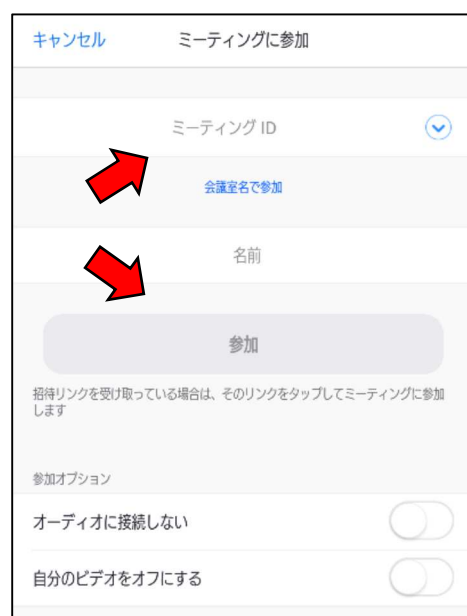 キャンセル ミーティングに参加
ミーティング ID
会議室名で参加
名前
参加
招待リンクを受け取っている場合は、そのリンクをタップしてミーティングに参加
します
参加オプション
オーディオに接続しない
自分のビデオをオフにする